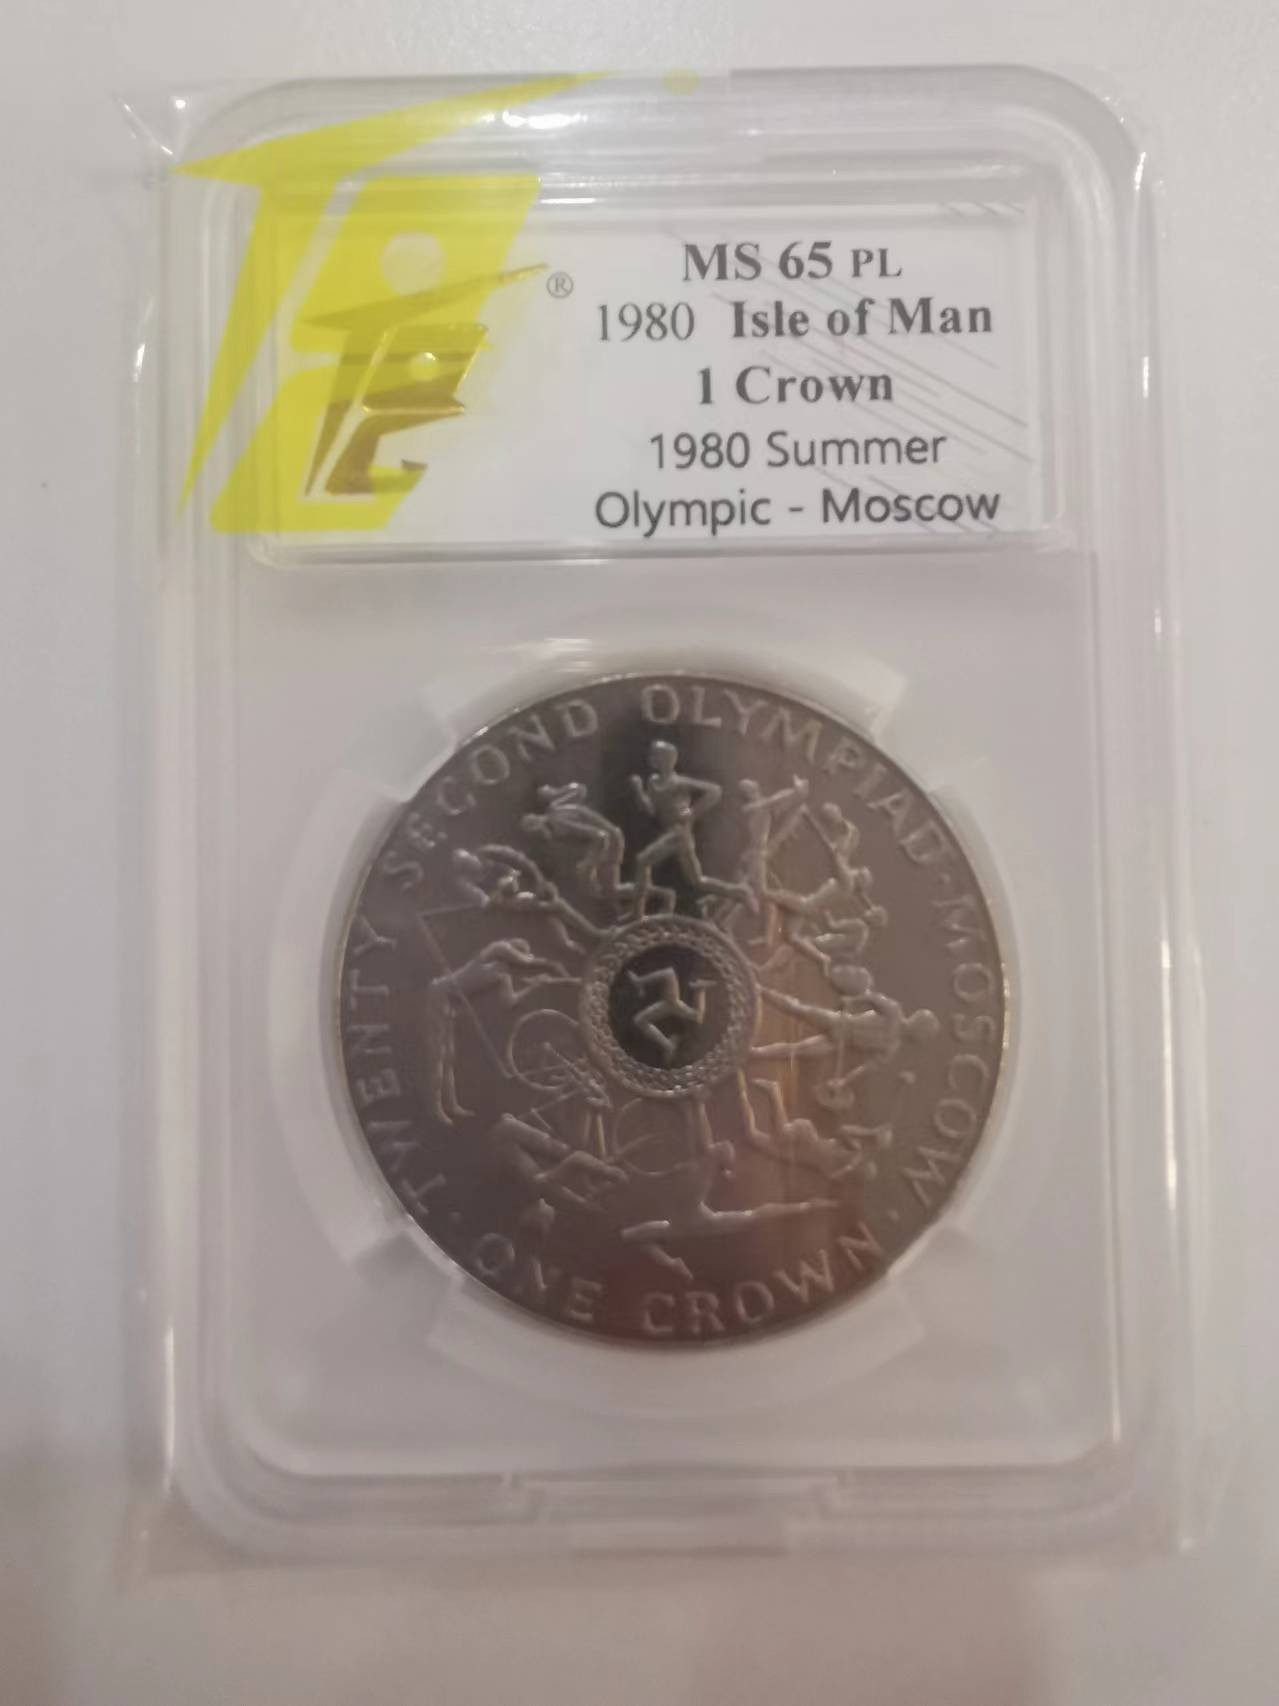 ®
MS 65 PL
1980 Isle of Man
1 Crown
1980 Summer
Olympic - Moscow
TWENTY SECOND OLYMPIAD · MOSCOW ·
ONE CROWN ·